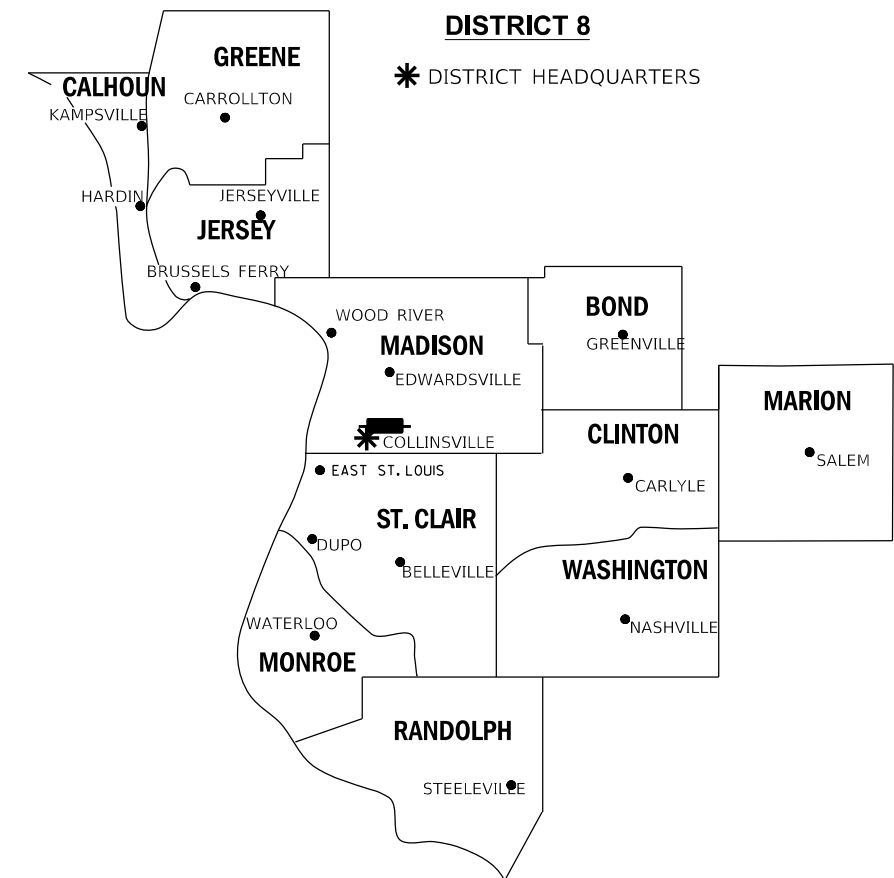 DISTRICT 8
DISTRICT HEADQUARTERS
GREENE
CALHOUN
CARROLLTON
KAMPSVILLE
HARDIN
JERSEYVILLE
JERSEY
BRUSSELS FERRY
WOOD RIVER
BOND
MADISON
GREENVILLE
EDWARDSVILLE
MARION
CLINTON
COLLINSVILLE
SALEM
EAST ST. LOUIS
CARLYLE
ST. CLAIR
DUPO
BELLEVILLE
WASHINGTON
WATERLOO
NASHVILLE
MONROE
RANDOLPH
STEELEVILLE